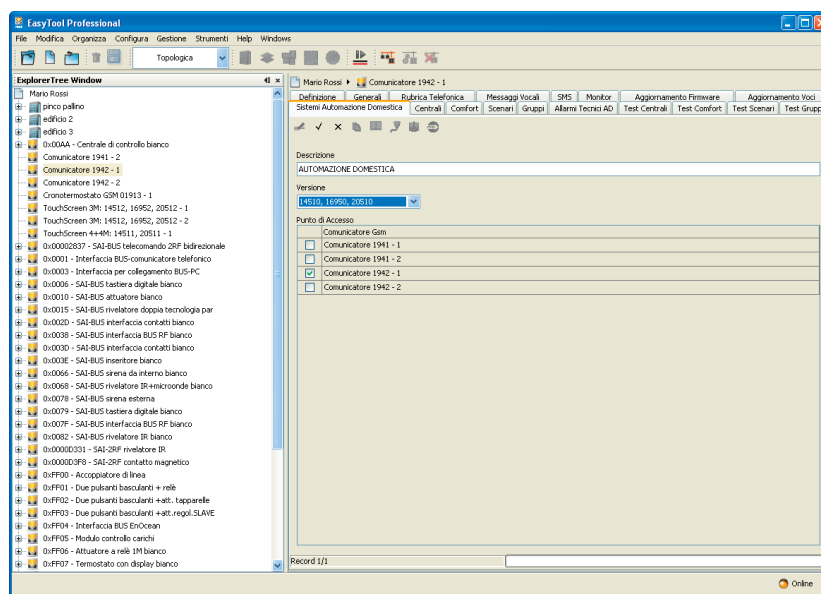 EasyTool Professional
File Modifica Organizza Configura Gestione Strumenti Help Windows
Topologica
ExplorerTree Window
Mario Rossi
pinco pallino
edificio 2
edificio 3
0x00AA - Centrale di controllo bianco
Comunicatore 1941 - 2
Comunicatore 1942 - 1
Comunicatore 1942 - 2
Cronotermostato GSM 01913 - 1
TouchScreen 3M: 14512, 16952, 20512 - 1
TouchScreen 3M: 14512, 16952, 20512 - 2
TouchScreen 4+4M: 14511, 20511 - 1
0x00002837 - SAI-BUS telecomando 2RF bidirezionale
0x0001 - Interfaccia BUS-comunicatore telefonico
0x0003 - Interfaccia per collegamento BUS-PC
0x0006 - SAI-BUS tastiera digitale bianco
0x0010 - SAI-BUS attuatore bianco
0x0015 - SAI-BUS rivelatore doppia tecnologia par
0x002D - SAI-BUS interfaccia contatti bianco
0x0038 - SAI-BUS interfaccia BUS RF bianco
0x003D - SAI-BUS interfaccia contatti bianco
0x003E - SAI-BUS inseritore bianco
0x0066 - SAI-BUS sirena da interno bianco
0x0068 - SAI-BUS rivelatore IR+microonde bianco
0x0078 - SAI-BUS sirena esterna
0x0079 - SAI-BUS tastiera digitale bianco
0x007F - SAI-BUS interfaccia BUS RF bianco
0x0082 - SAI-BUS rivelatore IR bianco
0x0000D331 - SAI-2RF rivelatore IR
0x0000D3F8 - SAI-2RF contatto magnetico
0xFF00 - Accoppiatore di linea
0xFF01 - Due pulsanti basculanti + relè
0xFF02 - Due pulsanti basculanti +att. tapparelle
0xFF03 - Due pulsanti basculanti +att.regol.SLAVE
0xFF04 - Interfaccia BUS EnOcean
0xFF05 - Modulo controllo carichi
0xFF06 - Attuatore a relè 1M bianco
0xFF07 - Termostato con display bianco
Mario Rossi Comunicatore 1942 - 1
Definizione Generali Rubrica Telefonica Messaggi Vocali SMS Monitor Aggiornamento Firmware Aggiornamento Voci
Sistemi Automazione Domestica Centrali Comfort Scenari Gruppi Allarmi Tecnici AD Test Centrali Test Comfort Test Scenari Test Gruppi
Descrizione
AUTOMAZIONE DOMESTICA
Versione
14510, 16950, 20510
Punto di Accesso
Comunicatore Gsm
Comunicatore 1941 - 1
Comunicatore 1941 - 2
Comunicatore 1942 - 1
Comunicatore 1942 - 2
Record 1/1
Online